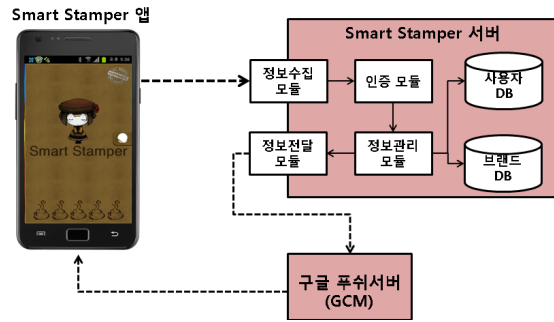 Smart Stamper 앱
Smart Stamper 서버
정보수집
모듈
인증 모듈
사용자
DB
정보전달
모듈
정보관리
모듈
브랜드
DB
Smart Stamper
구글 푸쉬서버
(GCM)